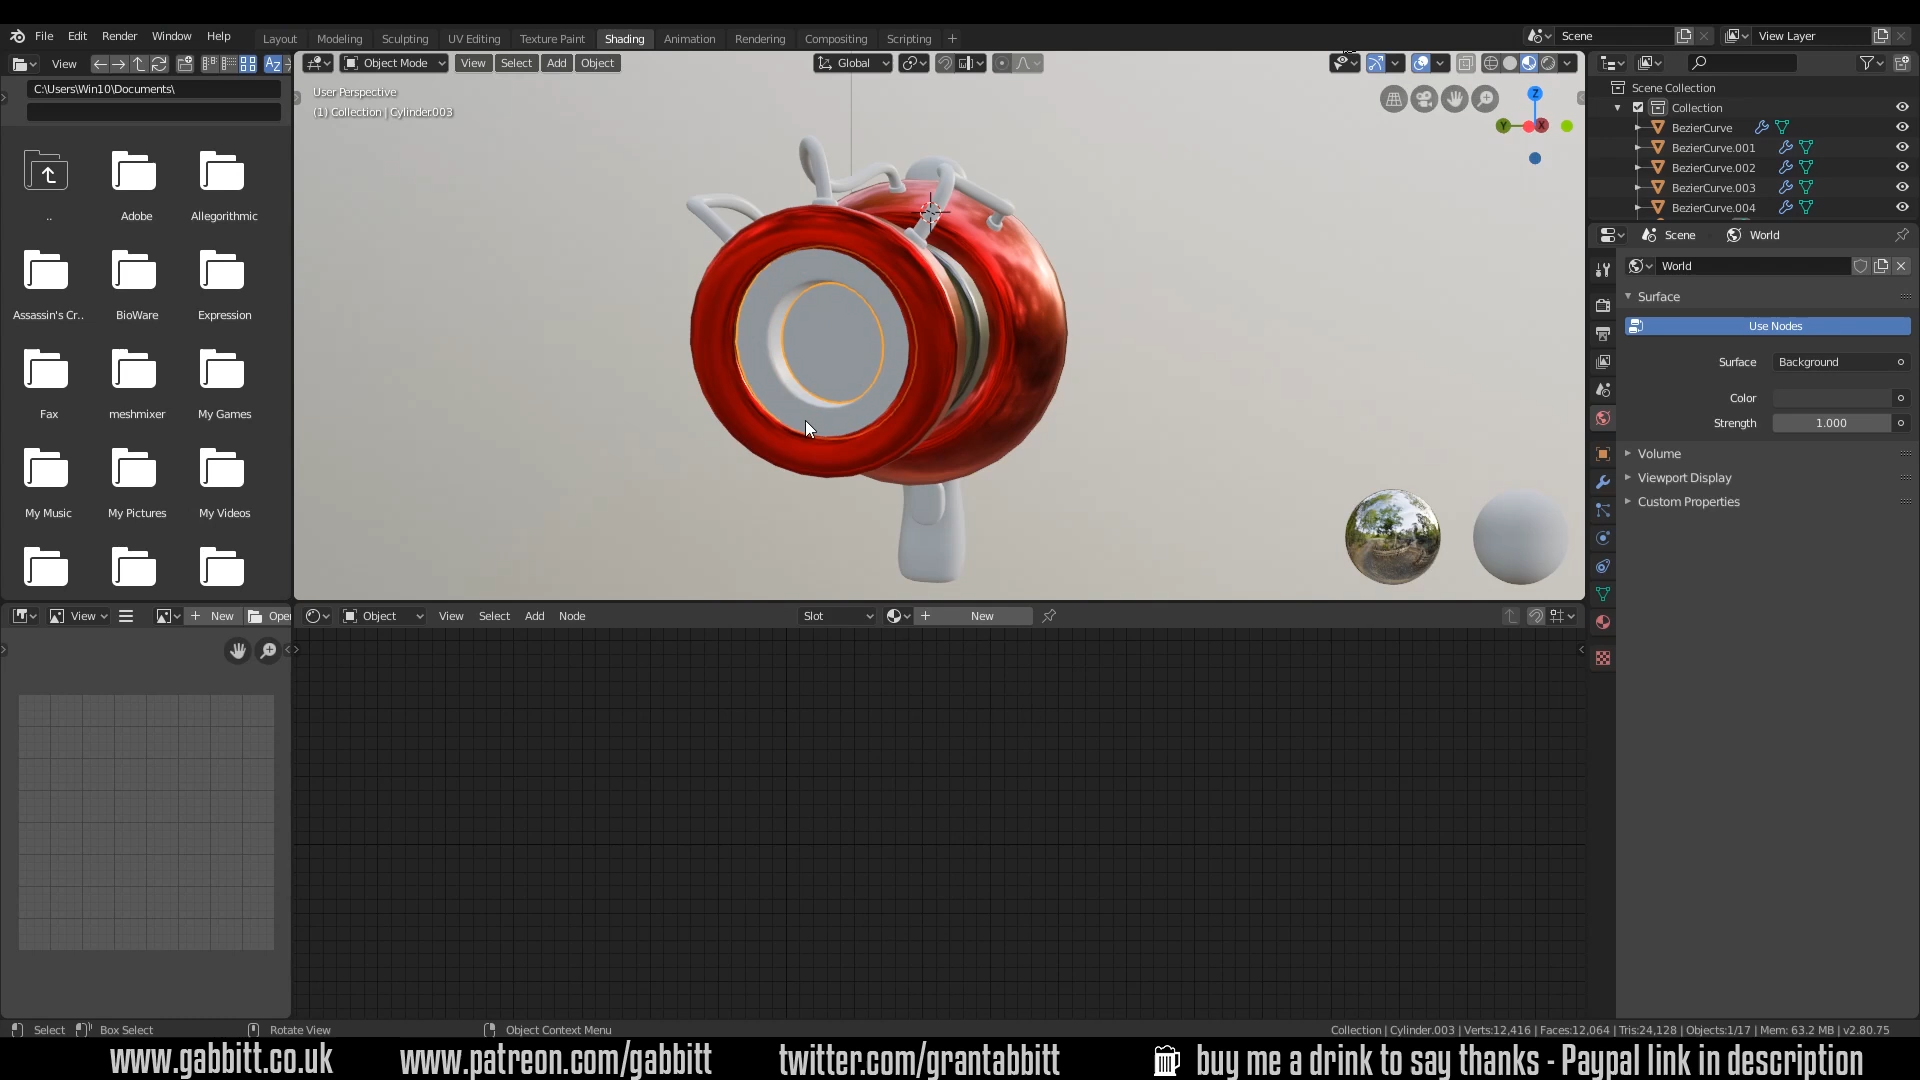 File Edit Render Window Help Layout Modeling Sculpting UV Editing Texture Paint Shading Animation Rendering Compositing Scripting Scene View Layer
View
C:\Users\Win10\Documents\
.. Adobe Allegorithmic
Assassin's Cr.. BioWare Expression
Fax meshmixer My Games
My Music My Pictures My Videos
Object Mode View Select Add Object Global
User Perspective
(1) Collection | Cylinder.003
Z
Y X
Scene Collection
Collection
BezierCurve
BezierCurve.001
BezierCurve.002
BezierCurve.003
BezierCurve.004
Scene World
World
Surface
Use Nodes
Surface Background
Color
Strength 1.000
Volume
Viewport Display
Custom Properties
View New Open
Object View Select Add Node Slot New
Select Box Select Rotate View Object Context Menu Collection | Cylinder.003 | Verts:12,416 | Faces:12,064 | Tris:24,128 | Objects:1/17 | Mem: 63.2 MB | v2.80.75
www.gabbitt.co.uk www.patreon.com/gabbitt twitter.com/grantabbitt buy me a drink to say thanks - Paypal link in description